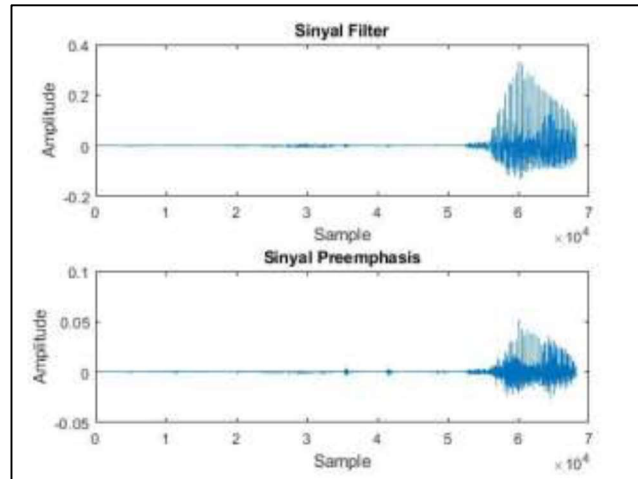 Sinyal Filter
0.4
0.2
0
-0.2
Amplitude
0 1 2 3 4 5 6 7
Sample
× 10^4
Sinyal Preemphasis
0.1
0.05
0
-0.05
Amplitude
0 1 2 3 4 5 6 7
Sample
× 10^4